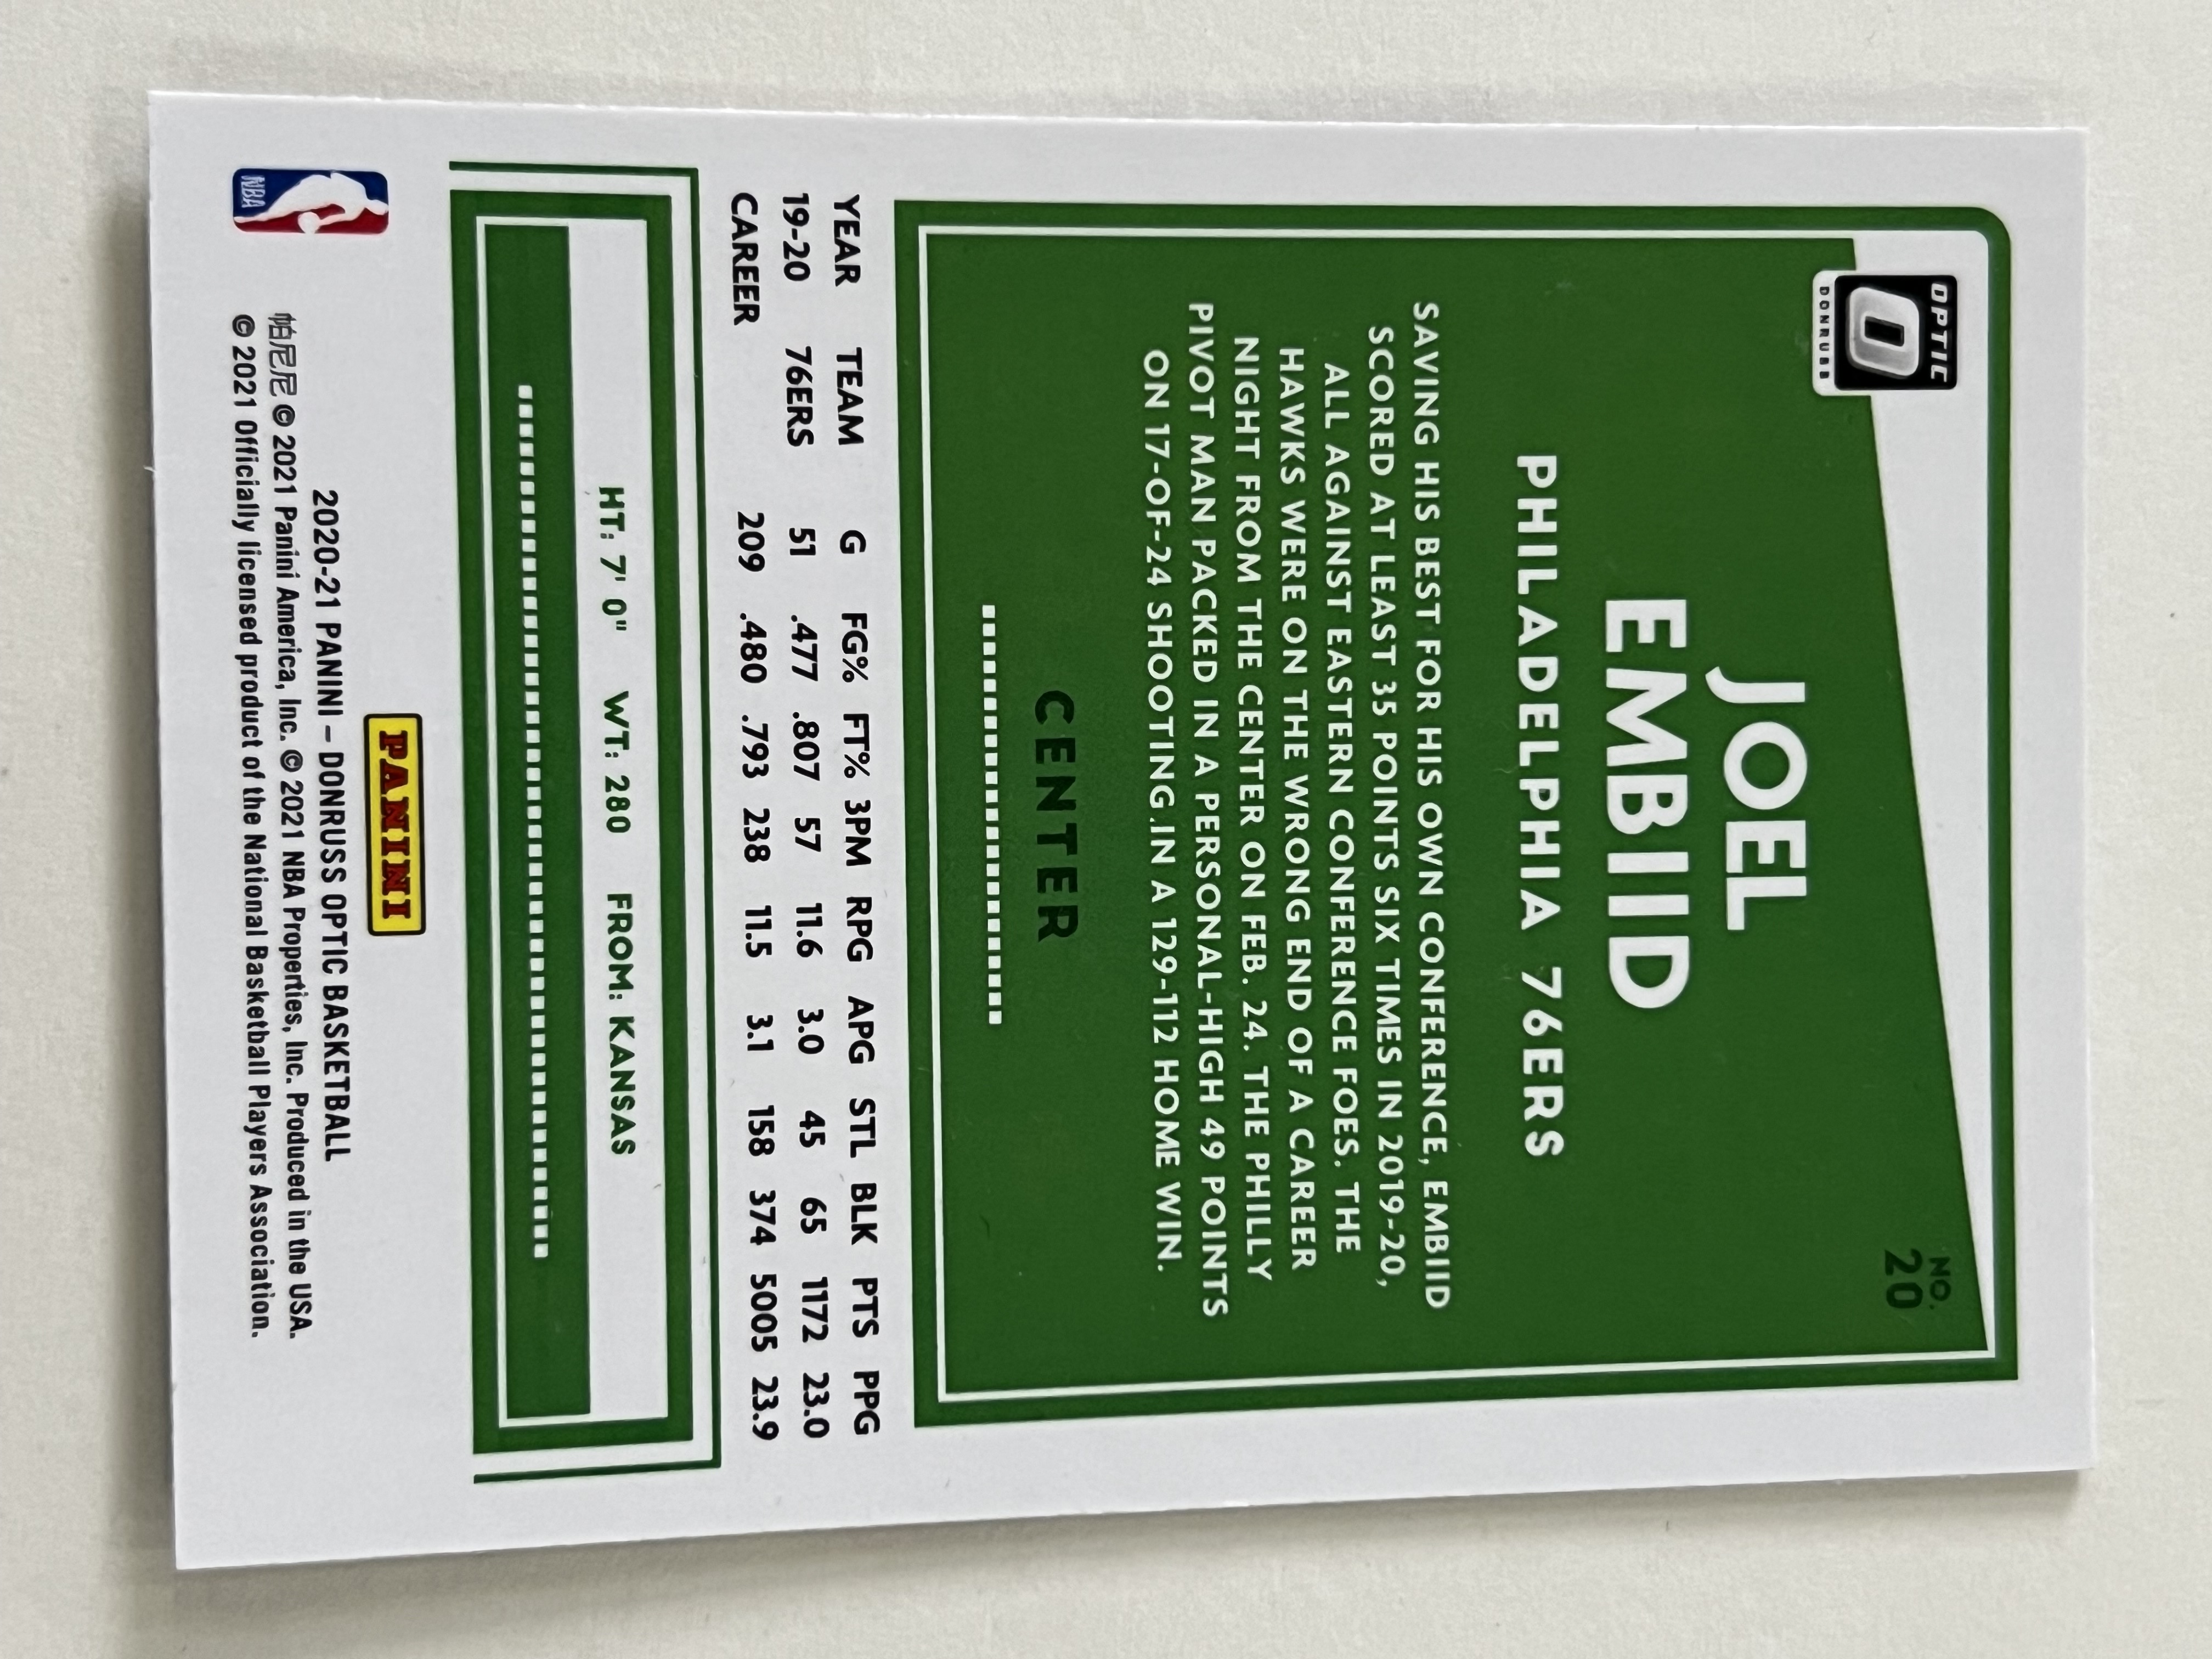 OPTIC
DONRUSS
NO.
20
JOEL
EMBIID
PHILADELPHIA 76ERS
SAVING HIS BEST FOR HIS OWN CONFERENCE, EMBIID
SCORED AT LEAST 35 POINTS SIX TIMES IN 2019-20,
ALL AGAINST EASTERN CONFERENCE FOES. THE
HAWKS WERE ON THE WRONG END OF A CAREER
NIGHT FROM THE CENTER ON FEB. 24. THE PHILLY
PIVOT MAN PACKED IN A PERSONAL-HIGH 49 POINTS
ON 17-OF-24 SHOOTING.IN A 129-112 HOME WIN.
CENTER
YEAR TEAM G FG% FT% 3PM RPG APG STL BLK PTS PPG
19-20 76ERS 51 .477 .807 57 11.6 3.0 45 65 1172 23.0
CAREER 209 .480 .793 238 11.5 3.1 158 374 5005 23.9
HT: 7' 0" WT: 280 FROM: KANSAS
PANINI
NBA
2020-21 PANINI – DONRUSS OPTIC BASKETBALL
帕尼尼 © 2021 Panini America, Inc. © 2021 NBA Properties, Inc. Produced in the USA.
© 2021 Officially licensed product of the National Basketball Players Association.